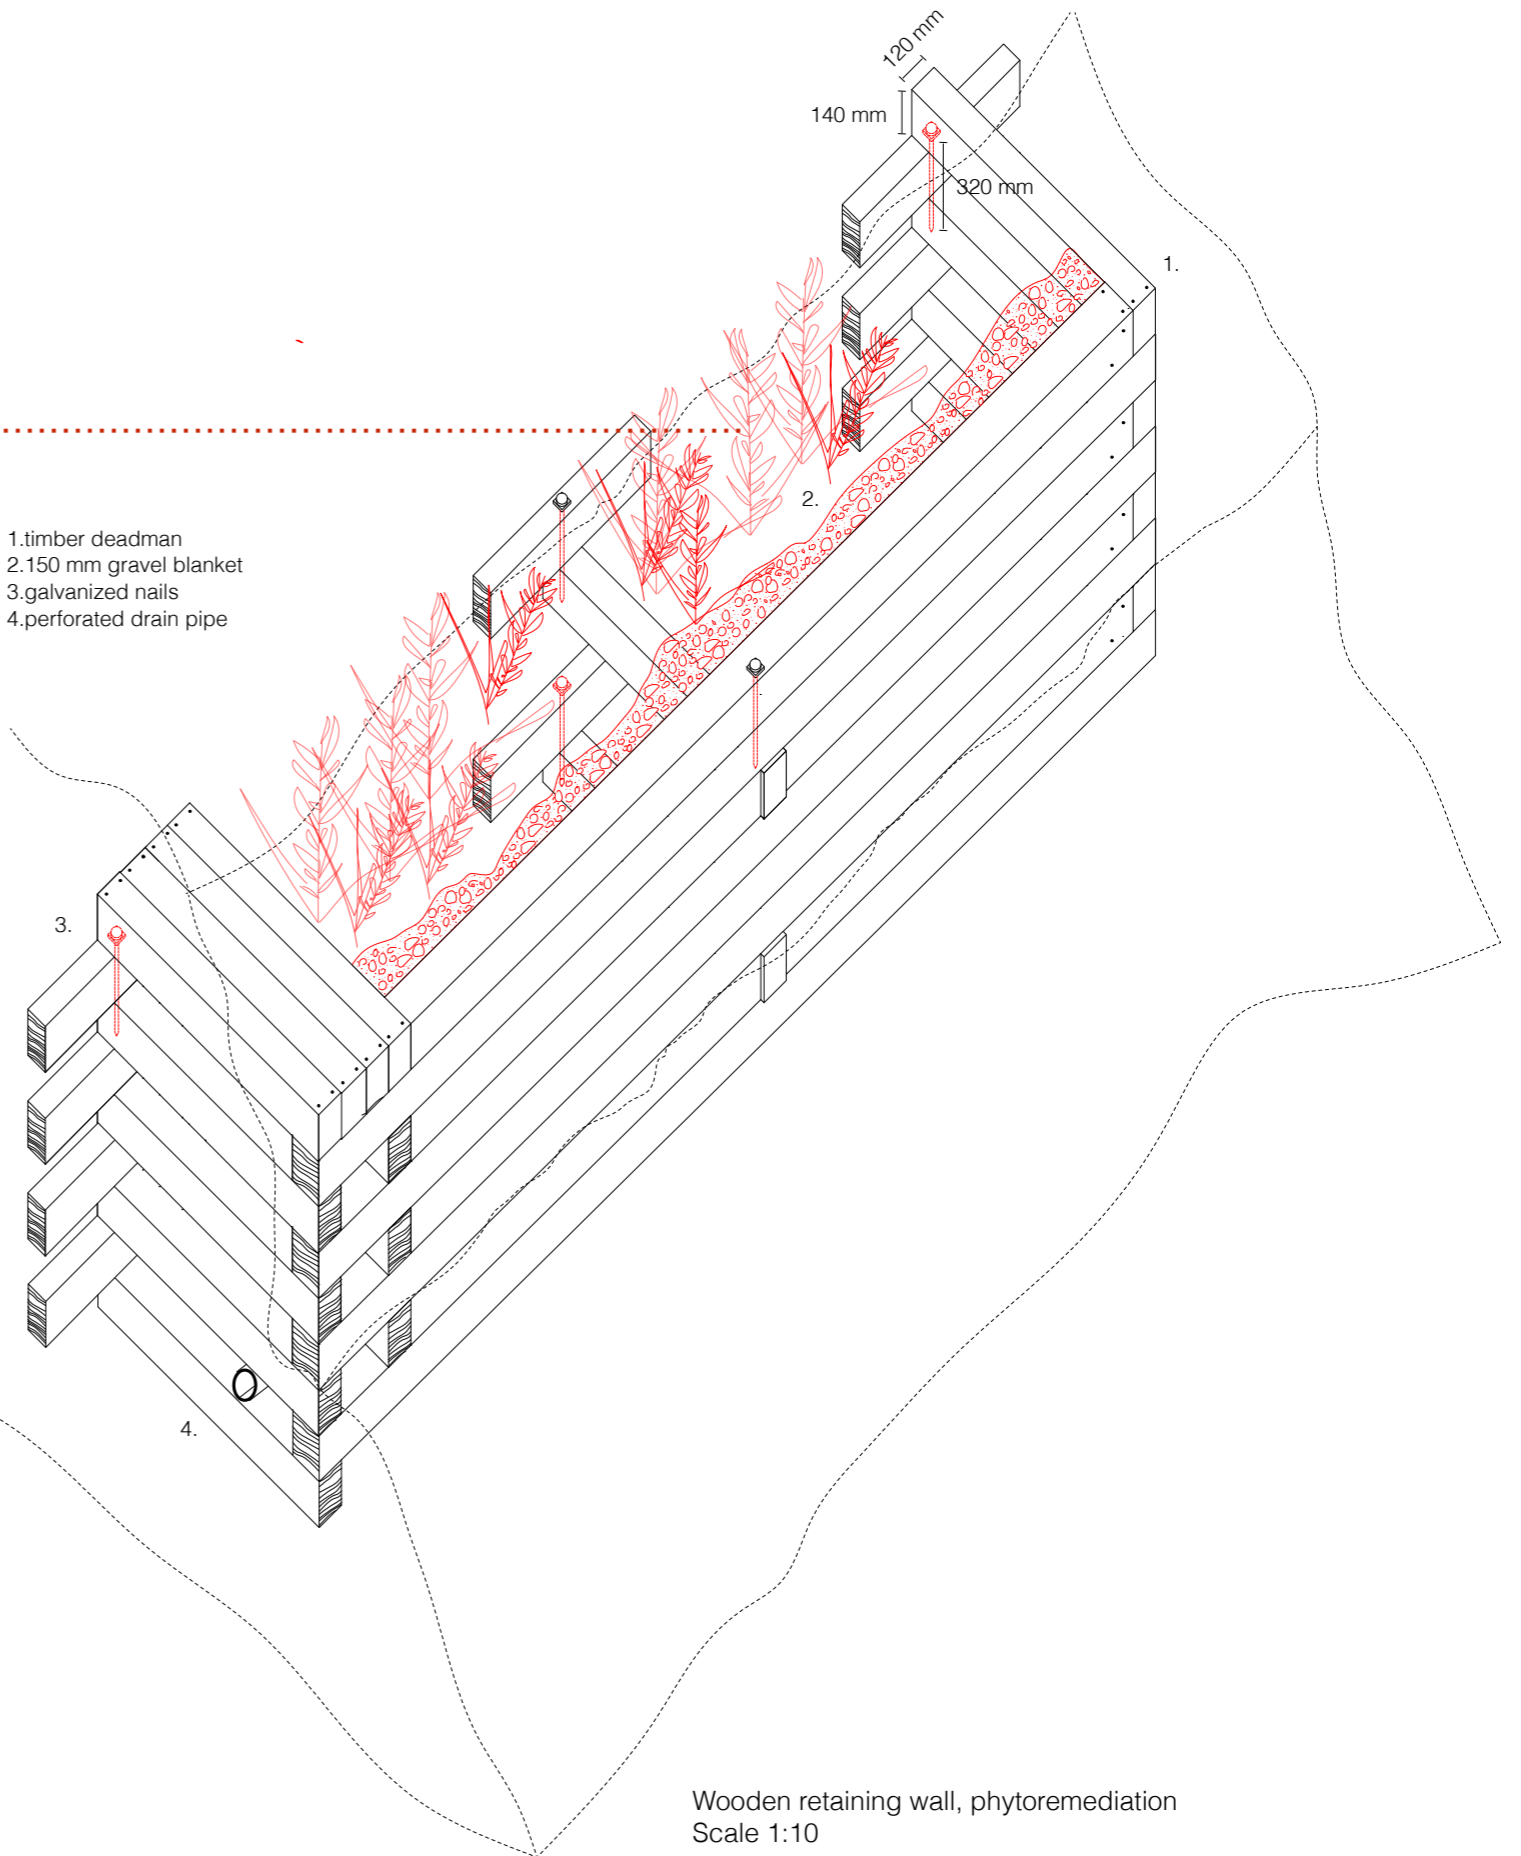 120 mm
140 mm
320 mm
1.
2.
1.timber deadman
2.150 mm gravel blanket
3.galvanized nails
4.perforated drain pipe
3.
4.
Wooden retaining wall, phytoremediation
Scale 1:10